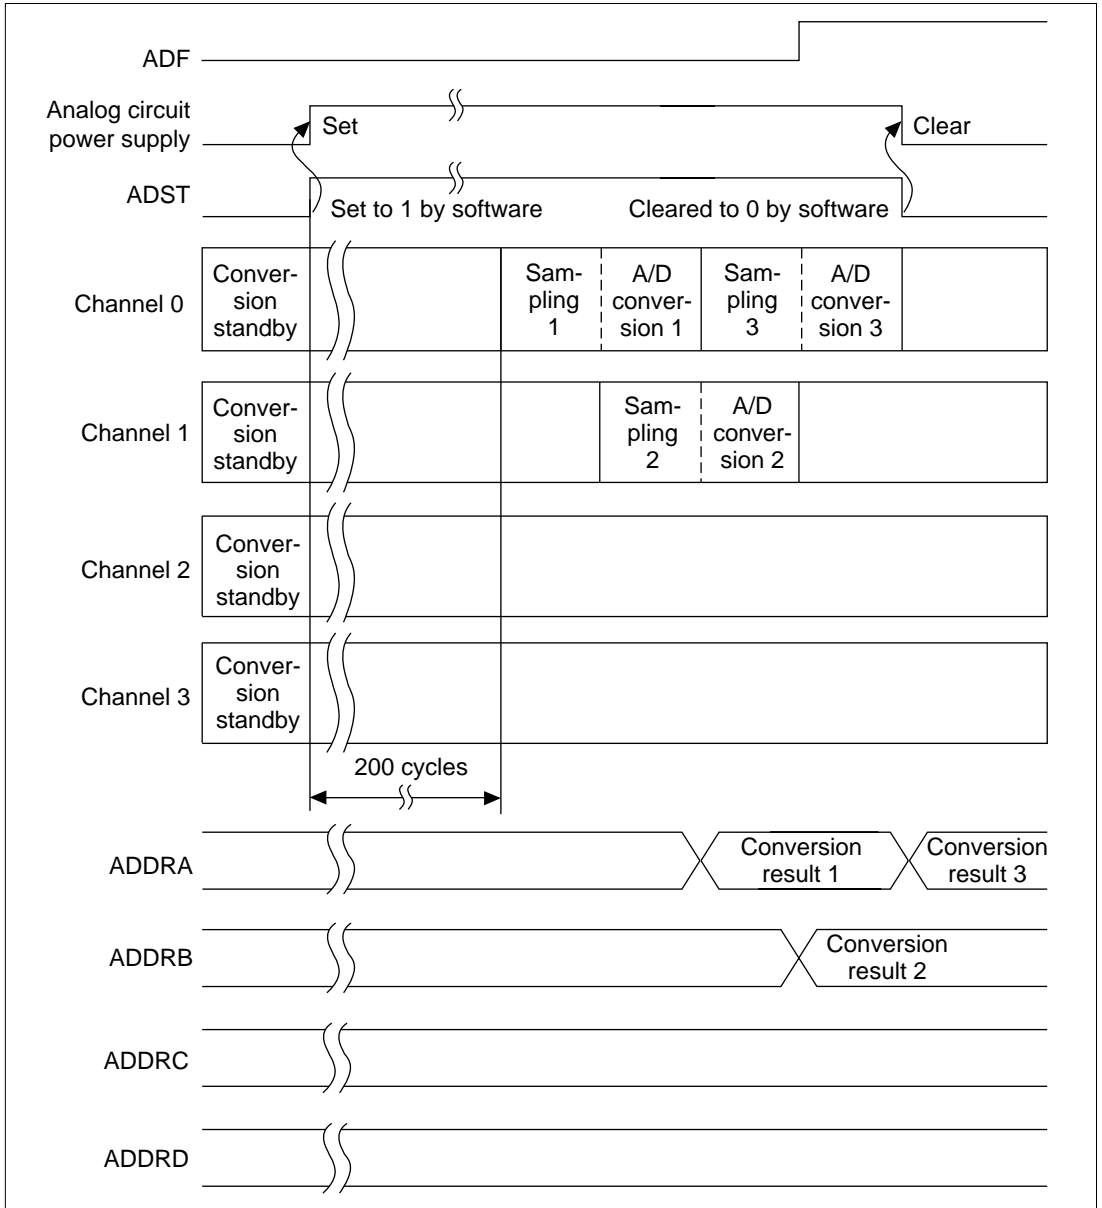 ADF
Analog circuit
power supply
Set
Clear
ADST
Set to 1 by software
Cleared to 0 by software
Channel 0
Conver-
sion
standby
Sam-
pling
1
A/D
conver-
sion 1
Sam-
pling
3
A/D
conver-
sion 3
Channel 1
Conver-
sion
standby
Sam-
pling
2
A/D
conver-
sion 2
Channel 2
Conver-
sion
standby
Channel 3
Conver-
sion
standby
200 cycles
ADDRA
Conversion
result 1
Conversion
result 3
ADDRB
Conversion
result 2
ADDRC
ADDRD